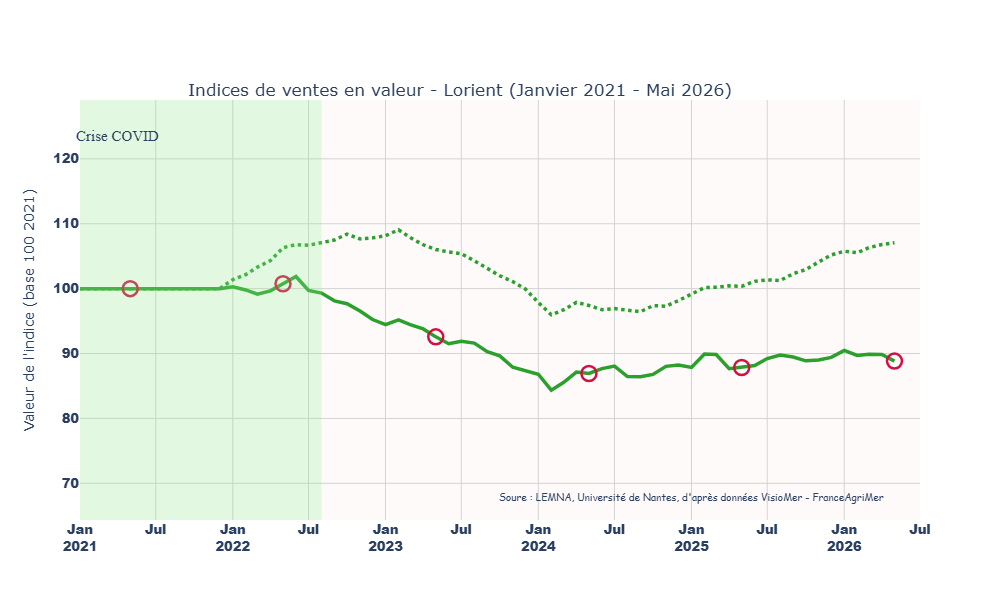 Indices de ventes en valeur - Lorient (Janvier 2021 - Mai 2026)
Crise COVID
Valeur de l'indice (base 100 2021)
120
110
100
90
80
70
Soure : LEMNA, Université de Nantes, d'après données VisioMer - FranceAgriMer
Jan Jul Jan Jul Jan Jul Jan Jul Jan Jul Jan Jul
2021 2022 2023 2024 2025 2026